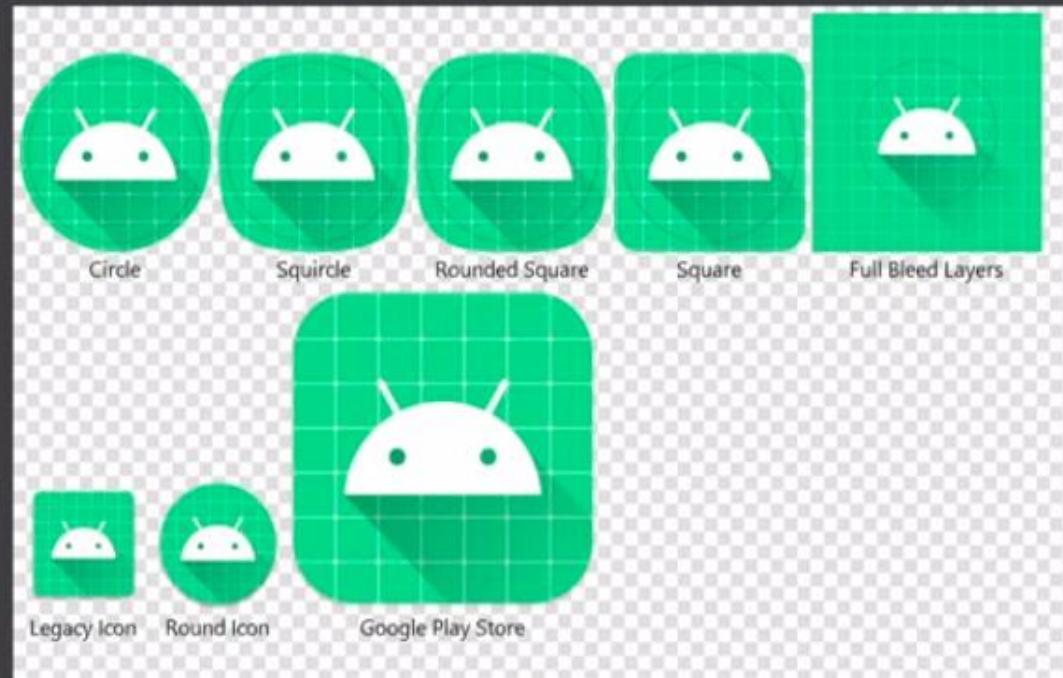 Circle
Squircle
Rounded Square
Square
Full Bleed Layers
Legacy Icon
Round Icon
Google Play Store